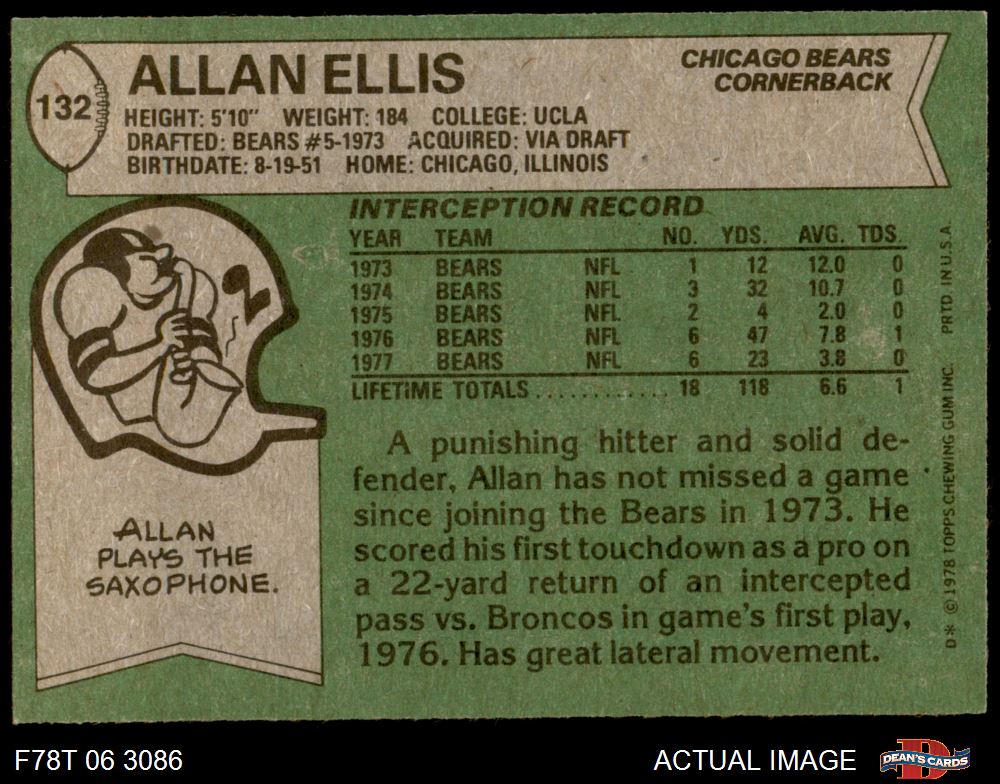 132
ALLAN ELLIS
CHICAGO BEARS
CORNERBACK
HEIGHT: 5'10" WEIGHT: 184 COLLEGE: UCLA
DRAFTED: BEARS #5-1973 ACQUIRED: VIA DRAFT
BIRTHDATE: 8-19-51 HOME: CHICAGO, ILLINOIS
INTERCEPTION RECORD
YEAR TEAM NO. YDS. AVG. TDS.
1973 BEARS NFL 1 12 12.0 0
1974 BEARS NFL 3 32 10.7 0
1975 BEARS NFL 2 4 2.0 0
1976 BEARS NFL 6 47 7.8 1
1977 BEARS NFL 6 23 3.8 0
LIFETIME TOTALS . . . . . . . . . . . . 18 118 6.6 1
A punishing hitter and solid de-
fender, Allan has not missed a game
since joining the Bears in 1973. He
scored his first touchdown as a pro on
a 22-yard return of an intercepted
pass vs. Broncos in game's first play,
1976. Has great lateral movement.
ALLAN
PLAYS THE
SAXOPHONE.
D* © 1978 TOPPS CHEWING GUM INC. PRTD. IN U.S.A.
F78T 06 3086
ACTUAL IMAGE
DEAN'S CARDS